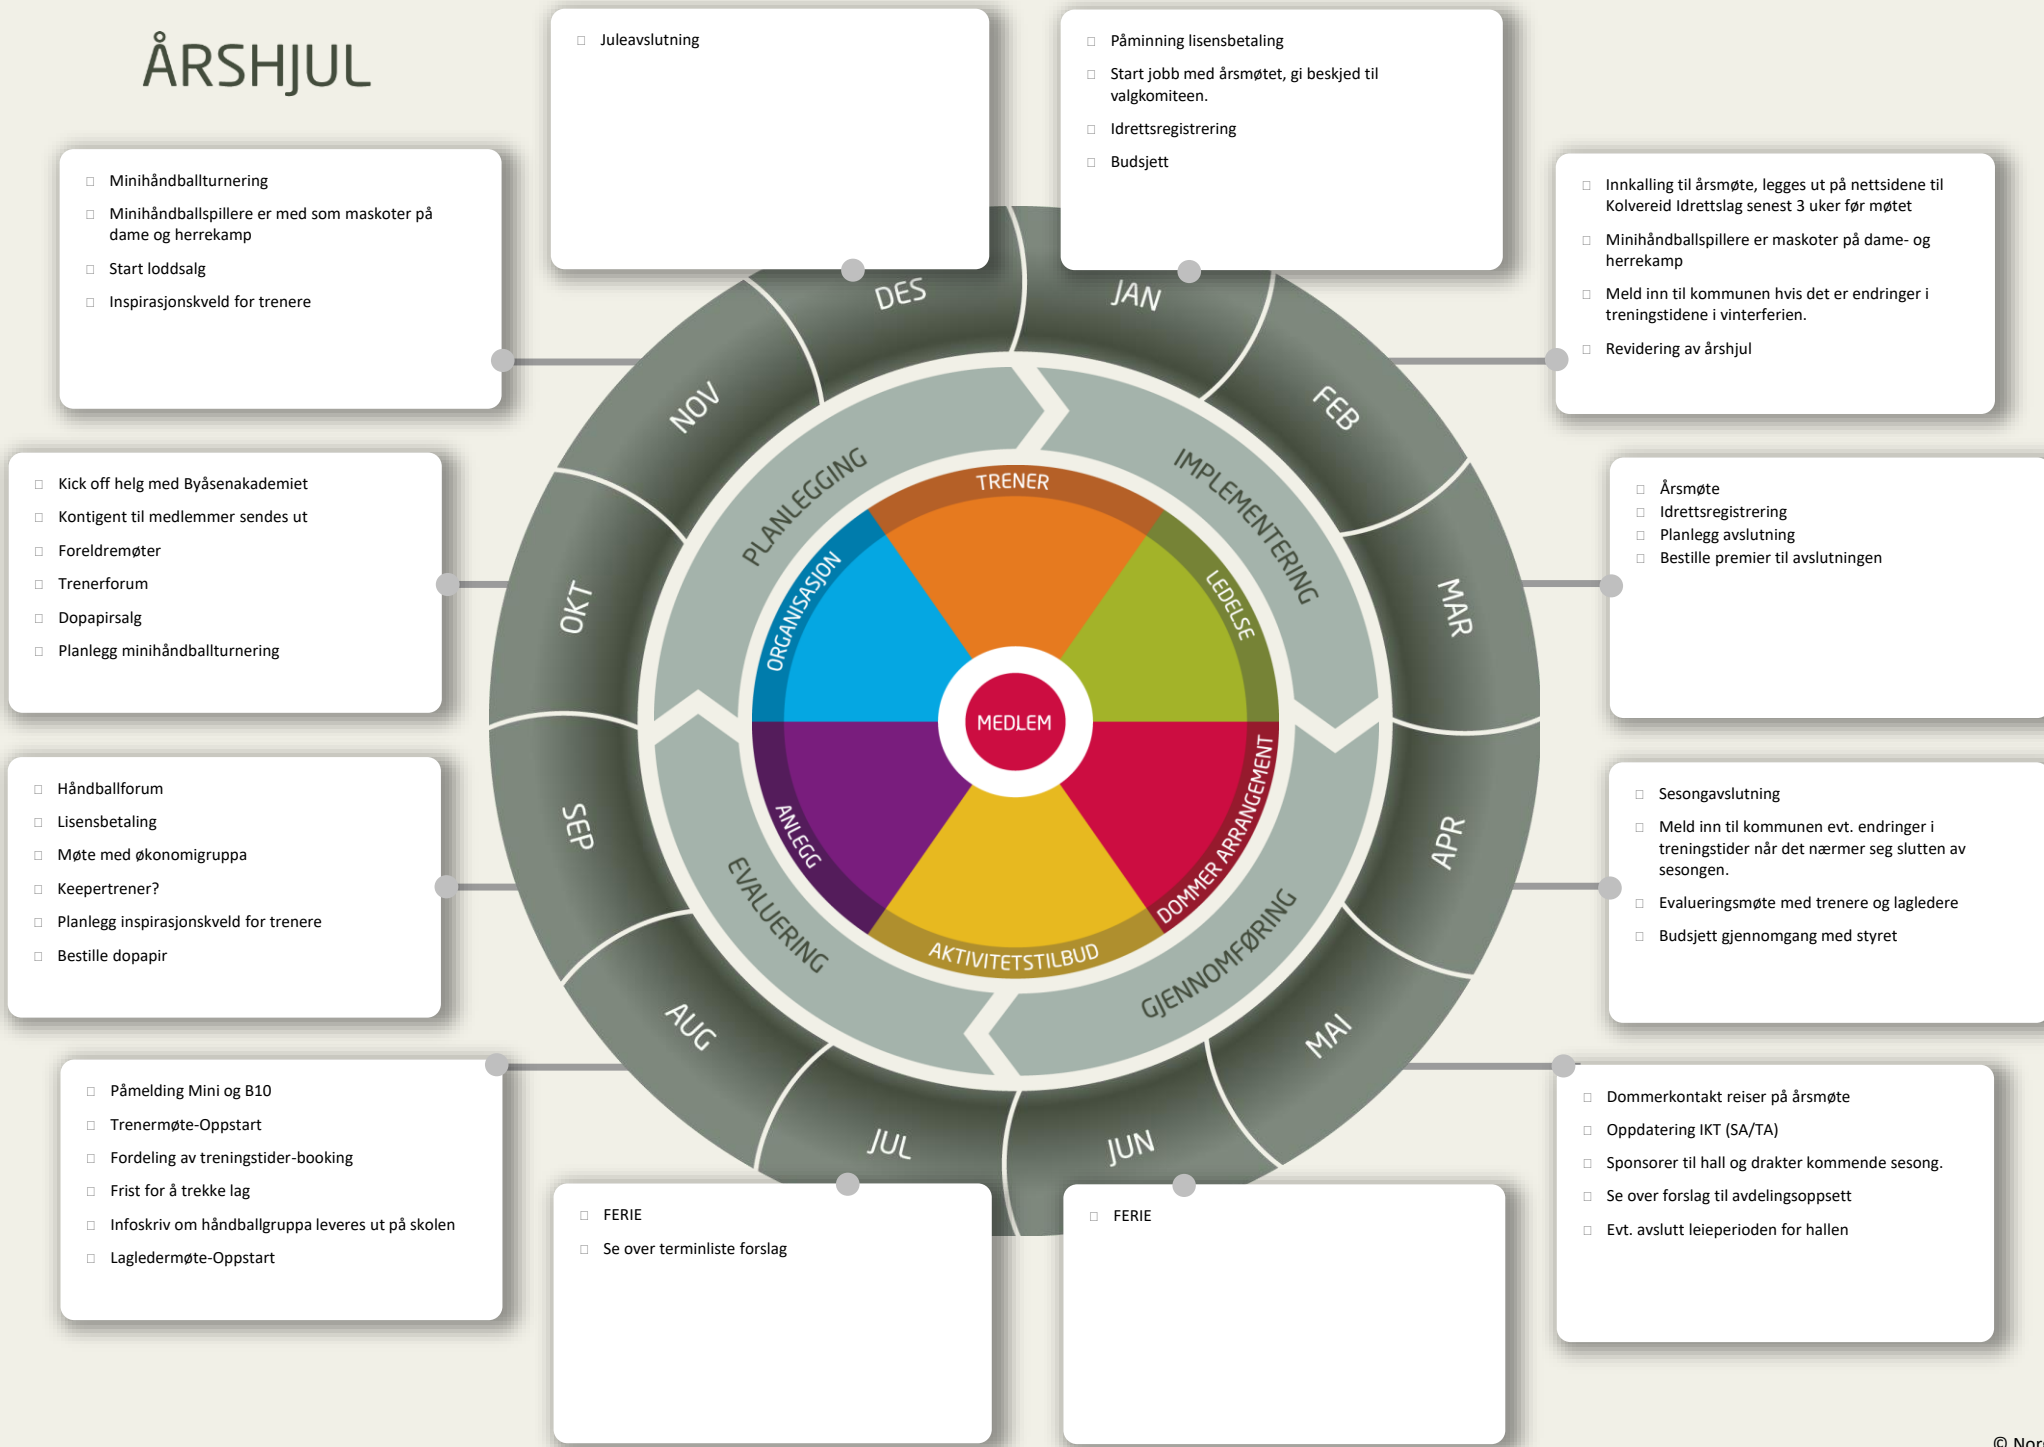 ÅRSHJUL
Juleavslutning
Påminning lisensbetaling
Start jobb med årsmøtet, gi beskjed til
valgkomiteen.
Idrettsregistrering
Budsjett
Minihåndballturnering
Minihåndballspillere er med som maskoter på
dame og herrekamp
Start loddsalg
Inspirasjonskveld for trenere
Innkalling til årsmøte, legges ut på nettsidene til
Kolvereid Idrettslag senest 3 uker før møtet
Minihåndballspillere er maskoter på dame- og
herrekamp
Meld inn til kommunen hvis det er endringer i
treningstidene i vinterferien.
Revidering av årshjul
Kick off helg med Byåsenakademiet
Kontigent til medlemmer sendes ut
Foreldremøter
Trenerforum
Dopapirsalg
Planlegg minihåndballturnering
Årsmøte
Idrettsregistrering
Planlegg avslutning
Bestille premier til avslutningen
Håndballforum
Lisensbetaling
Møte med økonomigruppa
Keepertrener?
Planlegg inspirasjonskveld for trenere
Bestille dopapir
Sesongavslutning
Meld inn til kommunen evt. endringer i
treningstider når det nærmer seg slutten av
sesongen.
Evalueringsmøte med trenere og lagledere
Budsjett gjennomgang med styret
Påmelding Mini og B10
Trenermøte-Oppstart
Fordeling av treningstider-booking
Frist for å trekke lag
Infoskriv om håndballgruppa leveres ut på skolen
Lagledermøte-Oppstart
FERIE
Se over terminliste forslag
FERIE
Dommerkontakt reiser på årsmøte
Oppdatering IKT (SA/TA)
Sponsorer til hall og drakter kommende sesong.
Se over forslag til avdelingsoppsett
Evt. avslutt leieperioden for hallen
JAN
FEB
MAR
APR
MAI
JUN
JUL
AUG
SEP
OKT
NOV
DES
PLANLEGGING
IMPLEMENTERING
GJENNOMFØRING
EVALUERING
TRENER
LEDELSE
DOMMER ARRANGEMENT
AKTIVITETSTILBUD
ANLEGG
ORGANISASJON
MEDLEM
© Nor